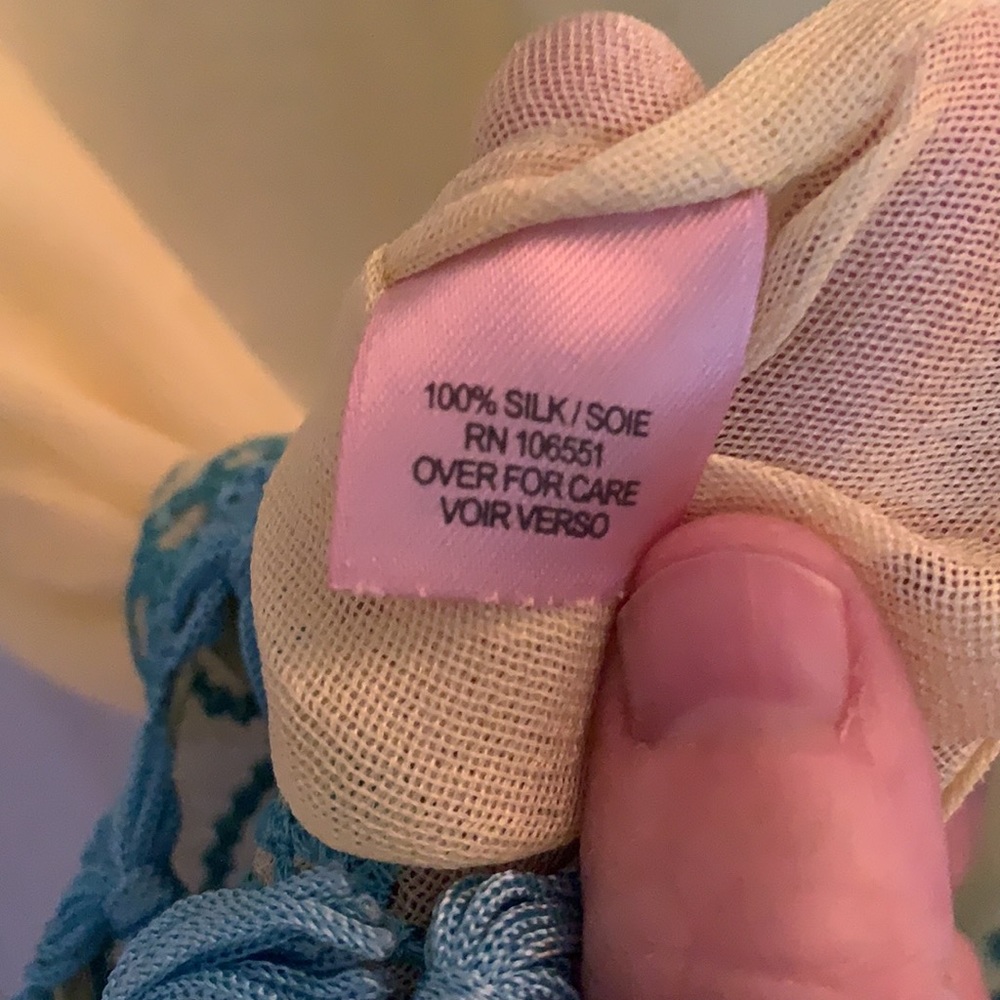 100% SILK / SOIE
RN 106551
OVER FOR CARE
VOIR VERSO